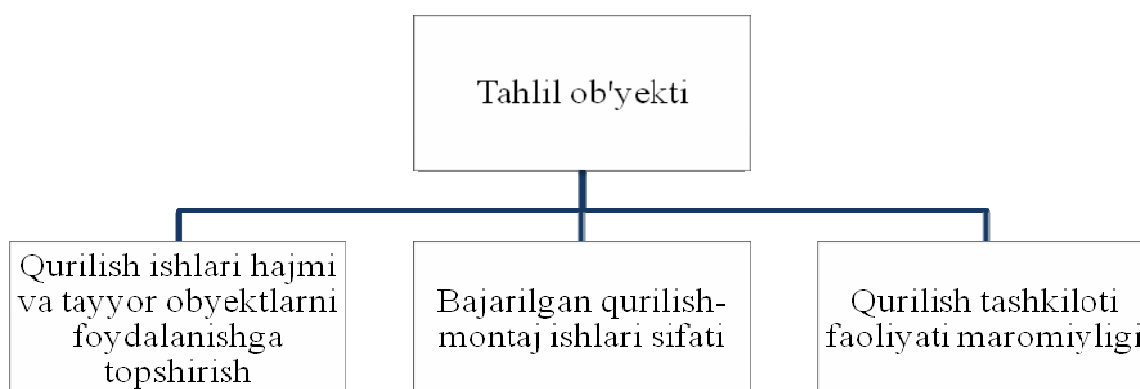 Tahlil ob'yekti
Qurilish ishlari hajmi
va tayyor obyektlarni
foydalanishga
topshirish
Bajarilgan qurilish-
montaj ishlari sifati
Qurilish tashkiloti
faoliyati maromiyligi